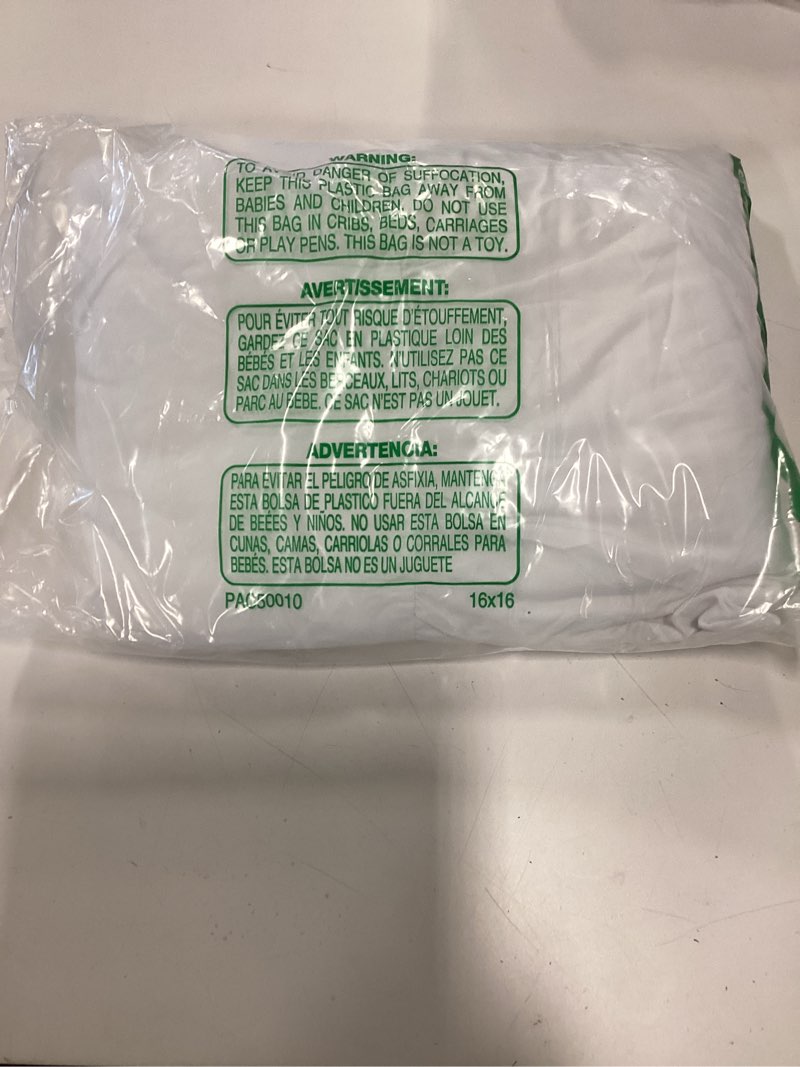 WARNING:
TO AVOID DANGER OF SUFFOCATION,
KEEP THIS PLASTIC BAG AWAY FROM
BABIES AND CHILDREN. DO NOT USE
THIS BAG IN CRIBS, BEDS, CARRIAGES
OR PLAY PENS. THIS BAG IS NOT A TOY.
AVERTISSEMENT:
POUR ÉVITER TOUT RISQUE D'ÉTOUFFEMENT,
GARDEZ CE SAC EN PLASTIQUE LOIN DES
BÉBÉS ET LES ENFANTS. N'UTILISEZ PAS CE
SAC DANS LES BERCEAUX, LITS, CHARIOTS OU
PARC AU BEBE. CE SAC N'EST PAS UN JOUET.
ADVERTENCIA:
PARA EVITAR EL PELIGRO DE ASFIXIA, MANTENGA
ESTA BOLSA DE PLASTICO FUERA DEL ALCANCE
DE BEEES Y NIÑOS. NO USAR ESTA BOLSA EN
CUNAS, CAMAS, CARRIOLAS O CORRALES PARA
BEBÉS. ESTA BOLSA NO ES UN JUGUETE
16x16